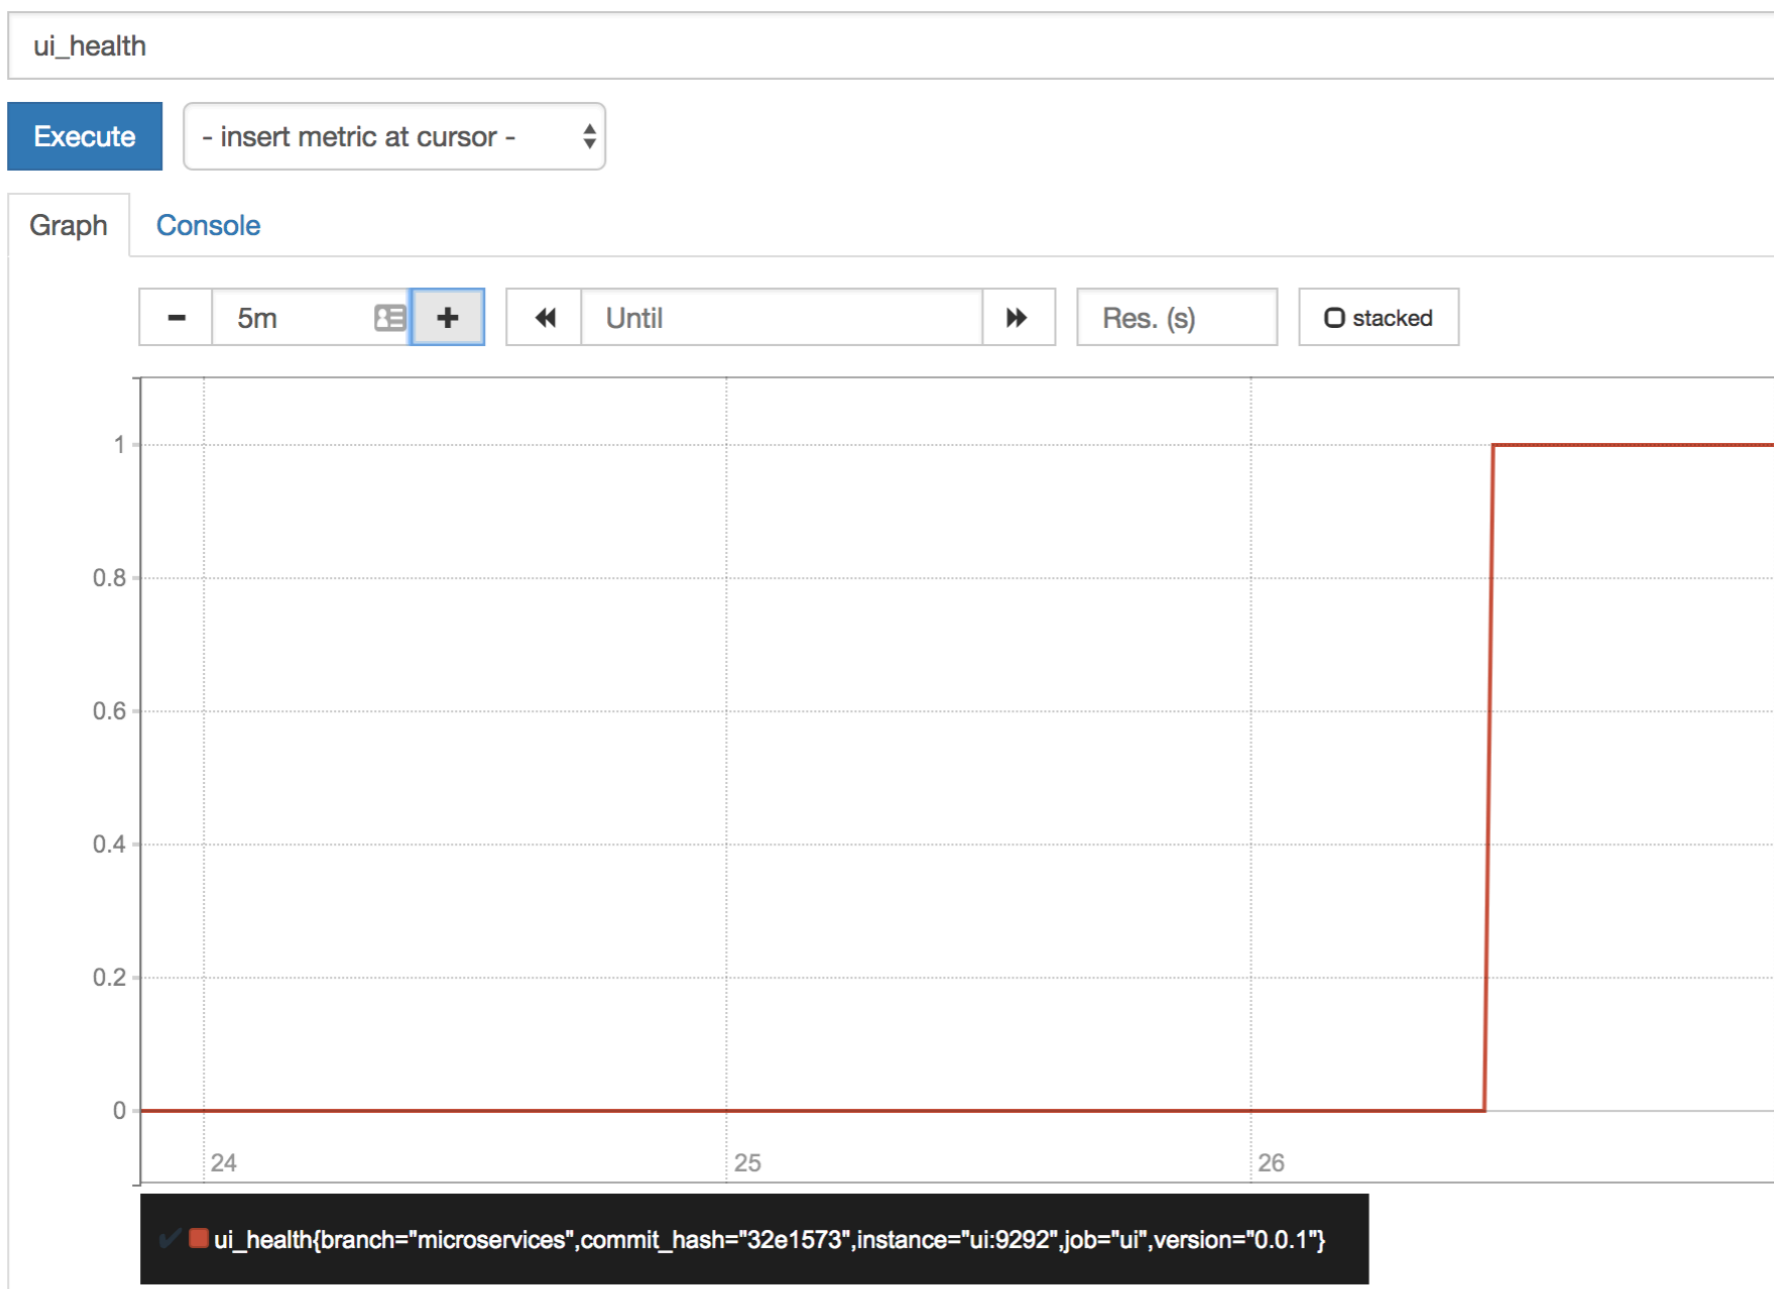 ui_health
Execute
- insert metric at cursor -
Graph Console
- 5m + Until Res. (s) stacked
1
0.8
0.6
0.4
0.2
0
24 25 26
ui_health{branch="microservices",commit_hash="32e1573",instance="ui:9292",job="ui",version="0.0.1"}